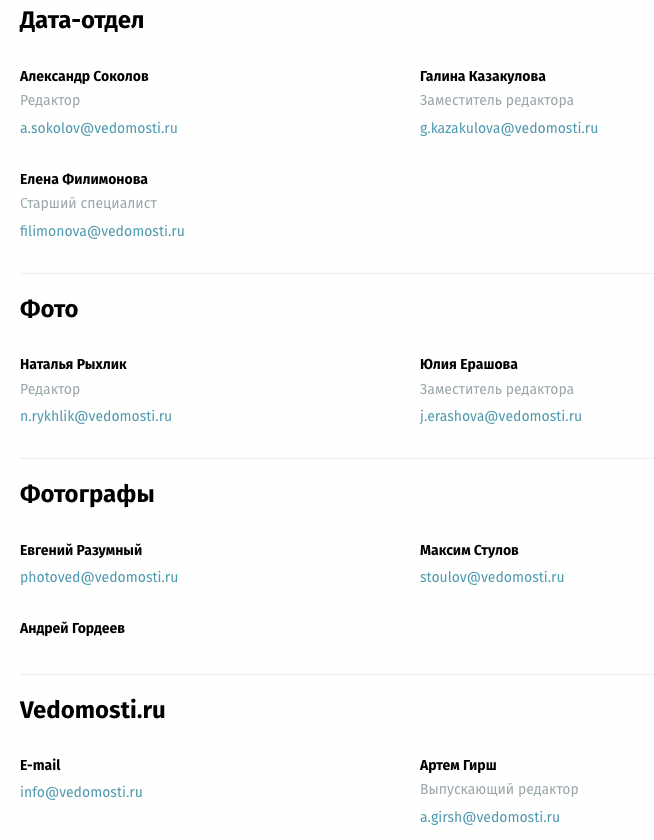 Дата-отдел
Александр Соколов
Редактор
a.sokolov@vedomosti.ru
Галина Казакулова
Заместитель редактора
g.kazakulova@vedomosti.ru
Елена Филимонова
Старший специалист
filimonova@vedomosti.ru
Фото
Наталья Рыхлик
Редактор
n.rykhlik@vedomosti.ru
Юлия Ерашова
Заместитель редактора
j.erashova@vedomosti.ru
Фотографы
Евгений Разумный
photoved@vedomosti.ru
Максим Стулов
stoulov@vedomosti.ru
Андрей Гордеев
Vedomosti.ru
E-mail
info@vedomosti.ru
Артем Гирш
Выпускающий редактор
a.girsh@vedomosti.ru